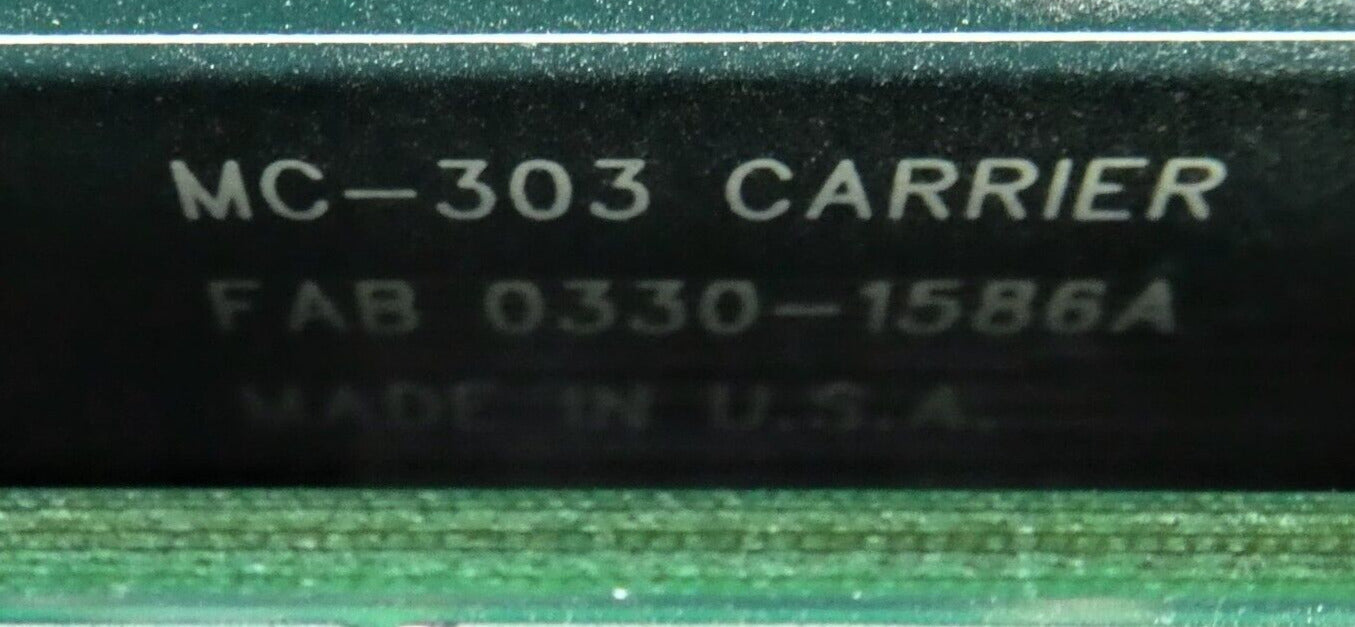 MC-303 CARRIER
FAB 0330-1586A
MADE IN U.S.A.